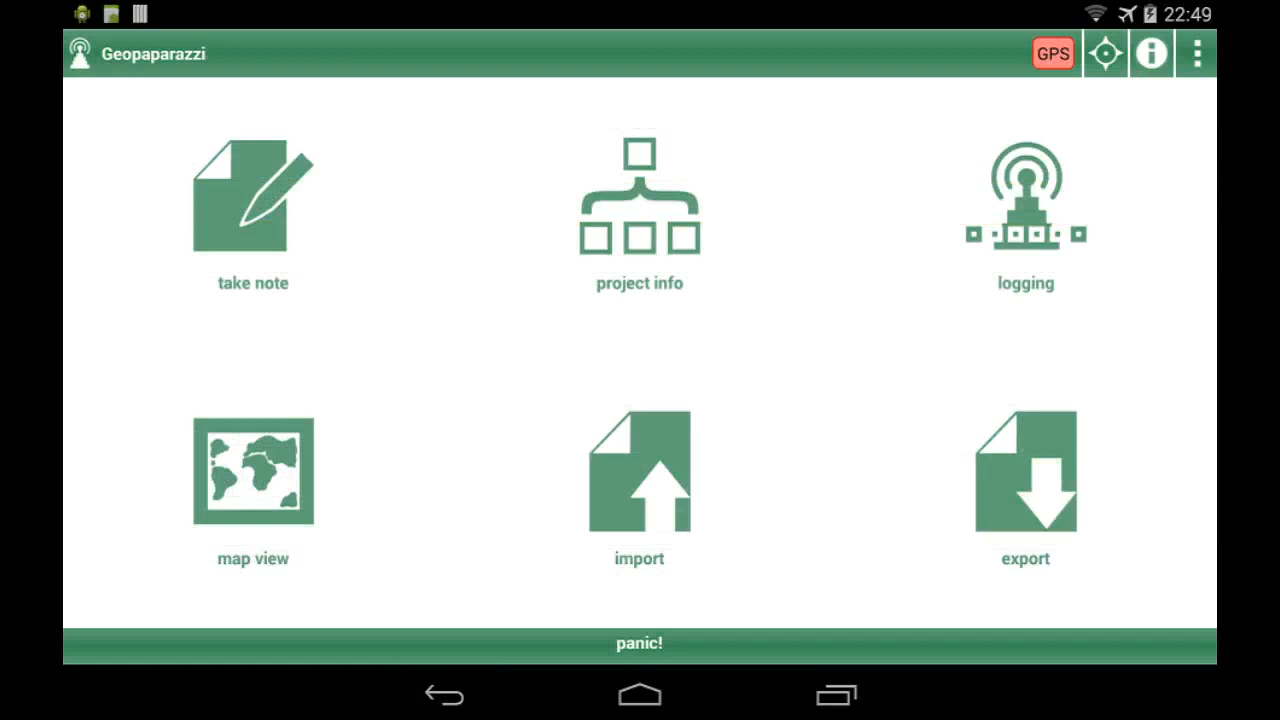 22:49
Geopaparazzi
GPS
take note
project info
logging
map view
import
export
panic!